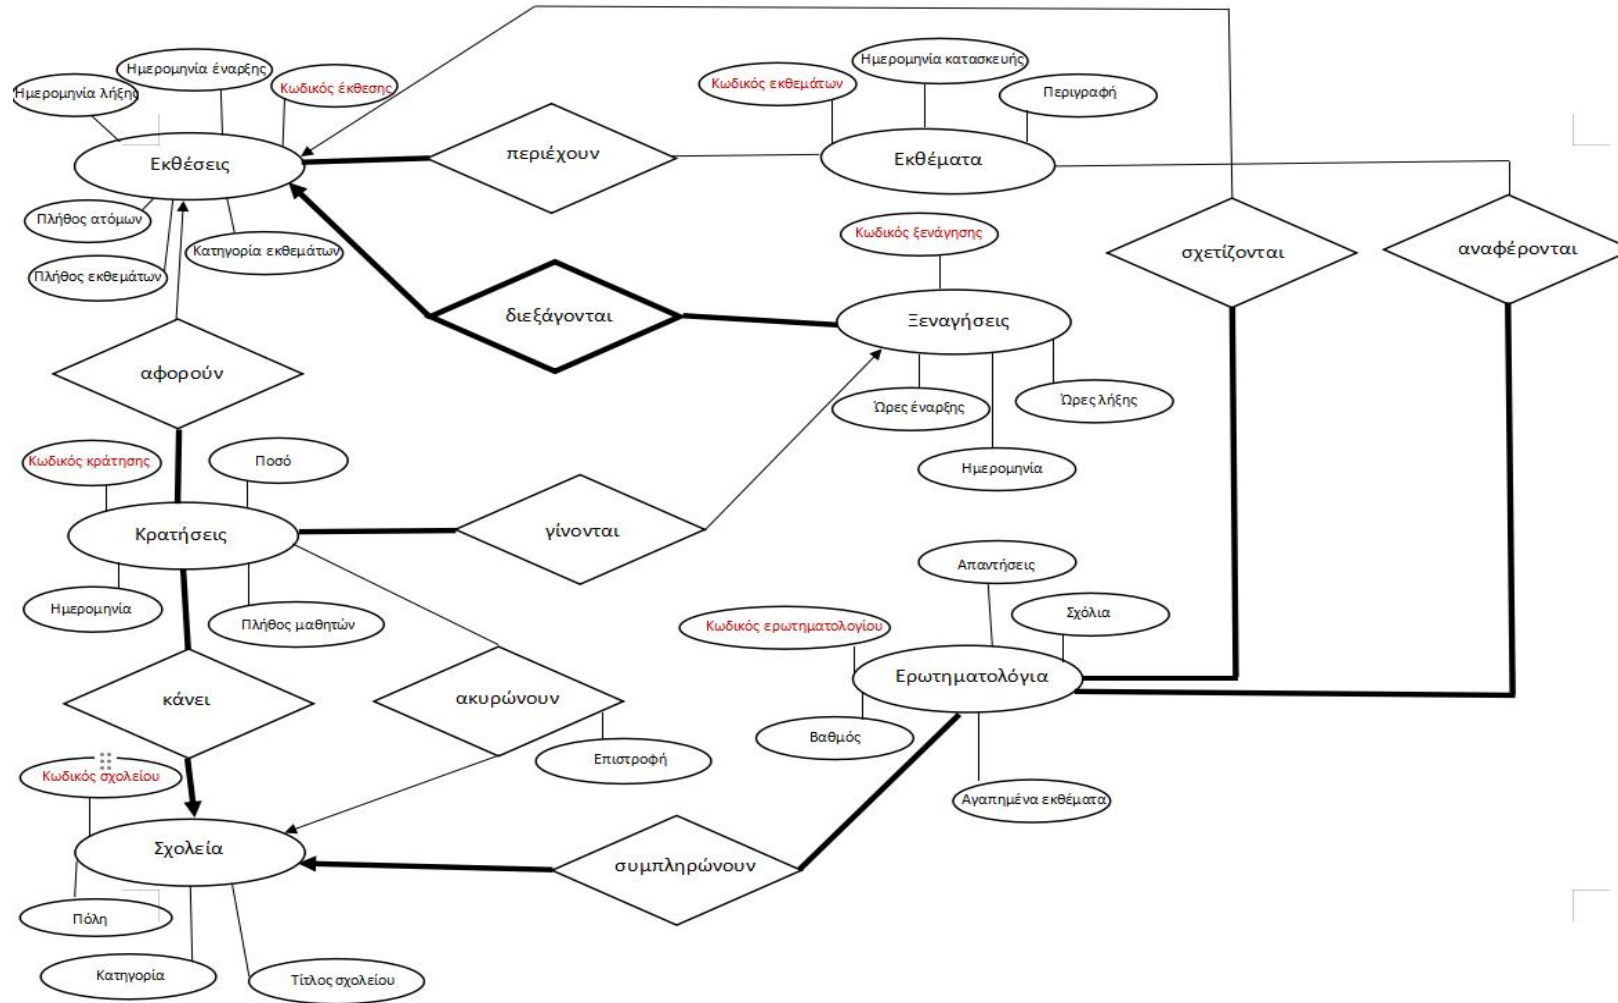 Ημερομηνία έναρξης
Ημερομηνία λήξης
Κωδικός έκθεσης
Εκθέσεις
Πλήθος ατόμων
Πλήθος εκθεμάτων
Κατηγορία εκθεμάτων
περιέχουν
Ημερομηνία κατασκευής
Κωδικός εκθεμάτων
Περιγραφή
Εκθέματα
Κωδικός ξενάγησης
σχετίζονται
αναφέρονται
διεξάγονται
Ξεναγήσεις
Ώρες έναρξης
Ώρες λήξης
Ημερομηνία
αφορούν
Κωδικός κράτησης
Ποσό
Κρατήσεις
γίνονται
Ημερομηνία
Πλήθος μαθητών
Απαντήσεις
Σχόλια
Κωδικός ερωτηματολογίου
Ερωτηματολόγια
Βαθμός
Αγαπημένα εκθέματα
κάνει
ακυρώνουν
Επιστροφή
Κωδικός σχολείου
Σχολεία
συμπληρώνουν
Πόλη
Κατηγορία
Τίτλος σχολείου